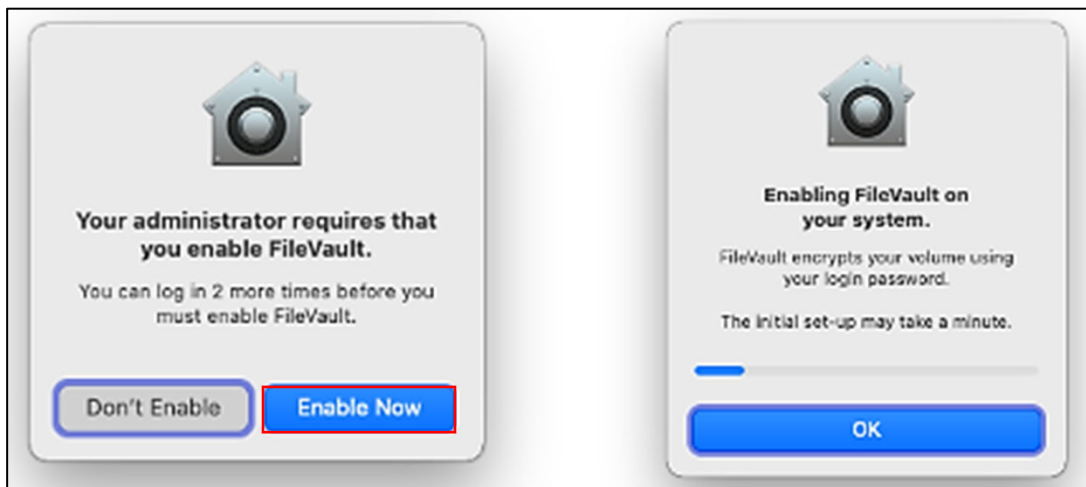 Your administrator requires that
you enable FileVault.
You can log in 2 more times before you
must enable FileVault.
Don't Enable
Enable Now
Enabling FileVault on
your system.
FileVault encrypts your volume using
your login password.
The initial set-up may take a minute.
OK